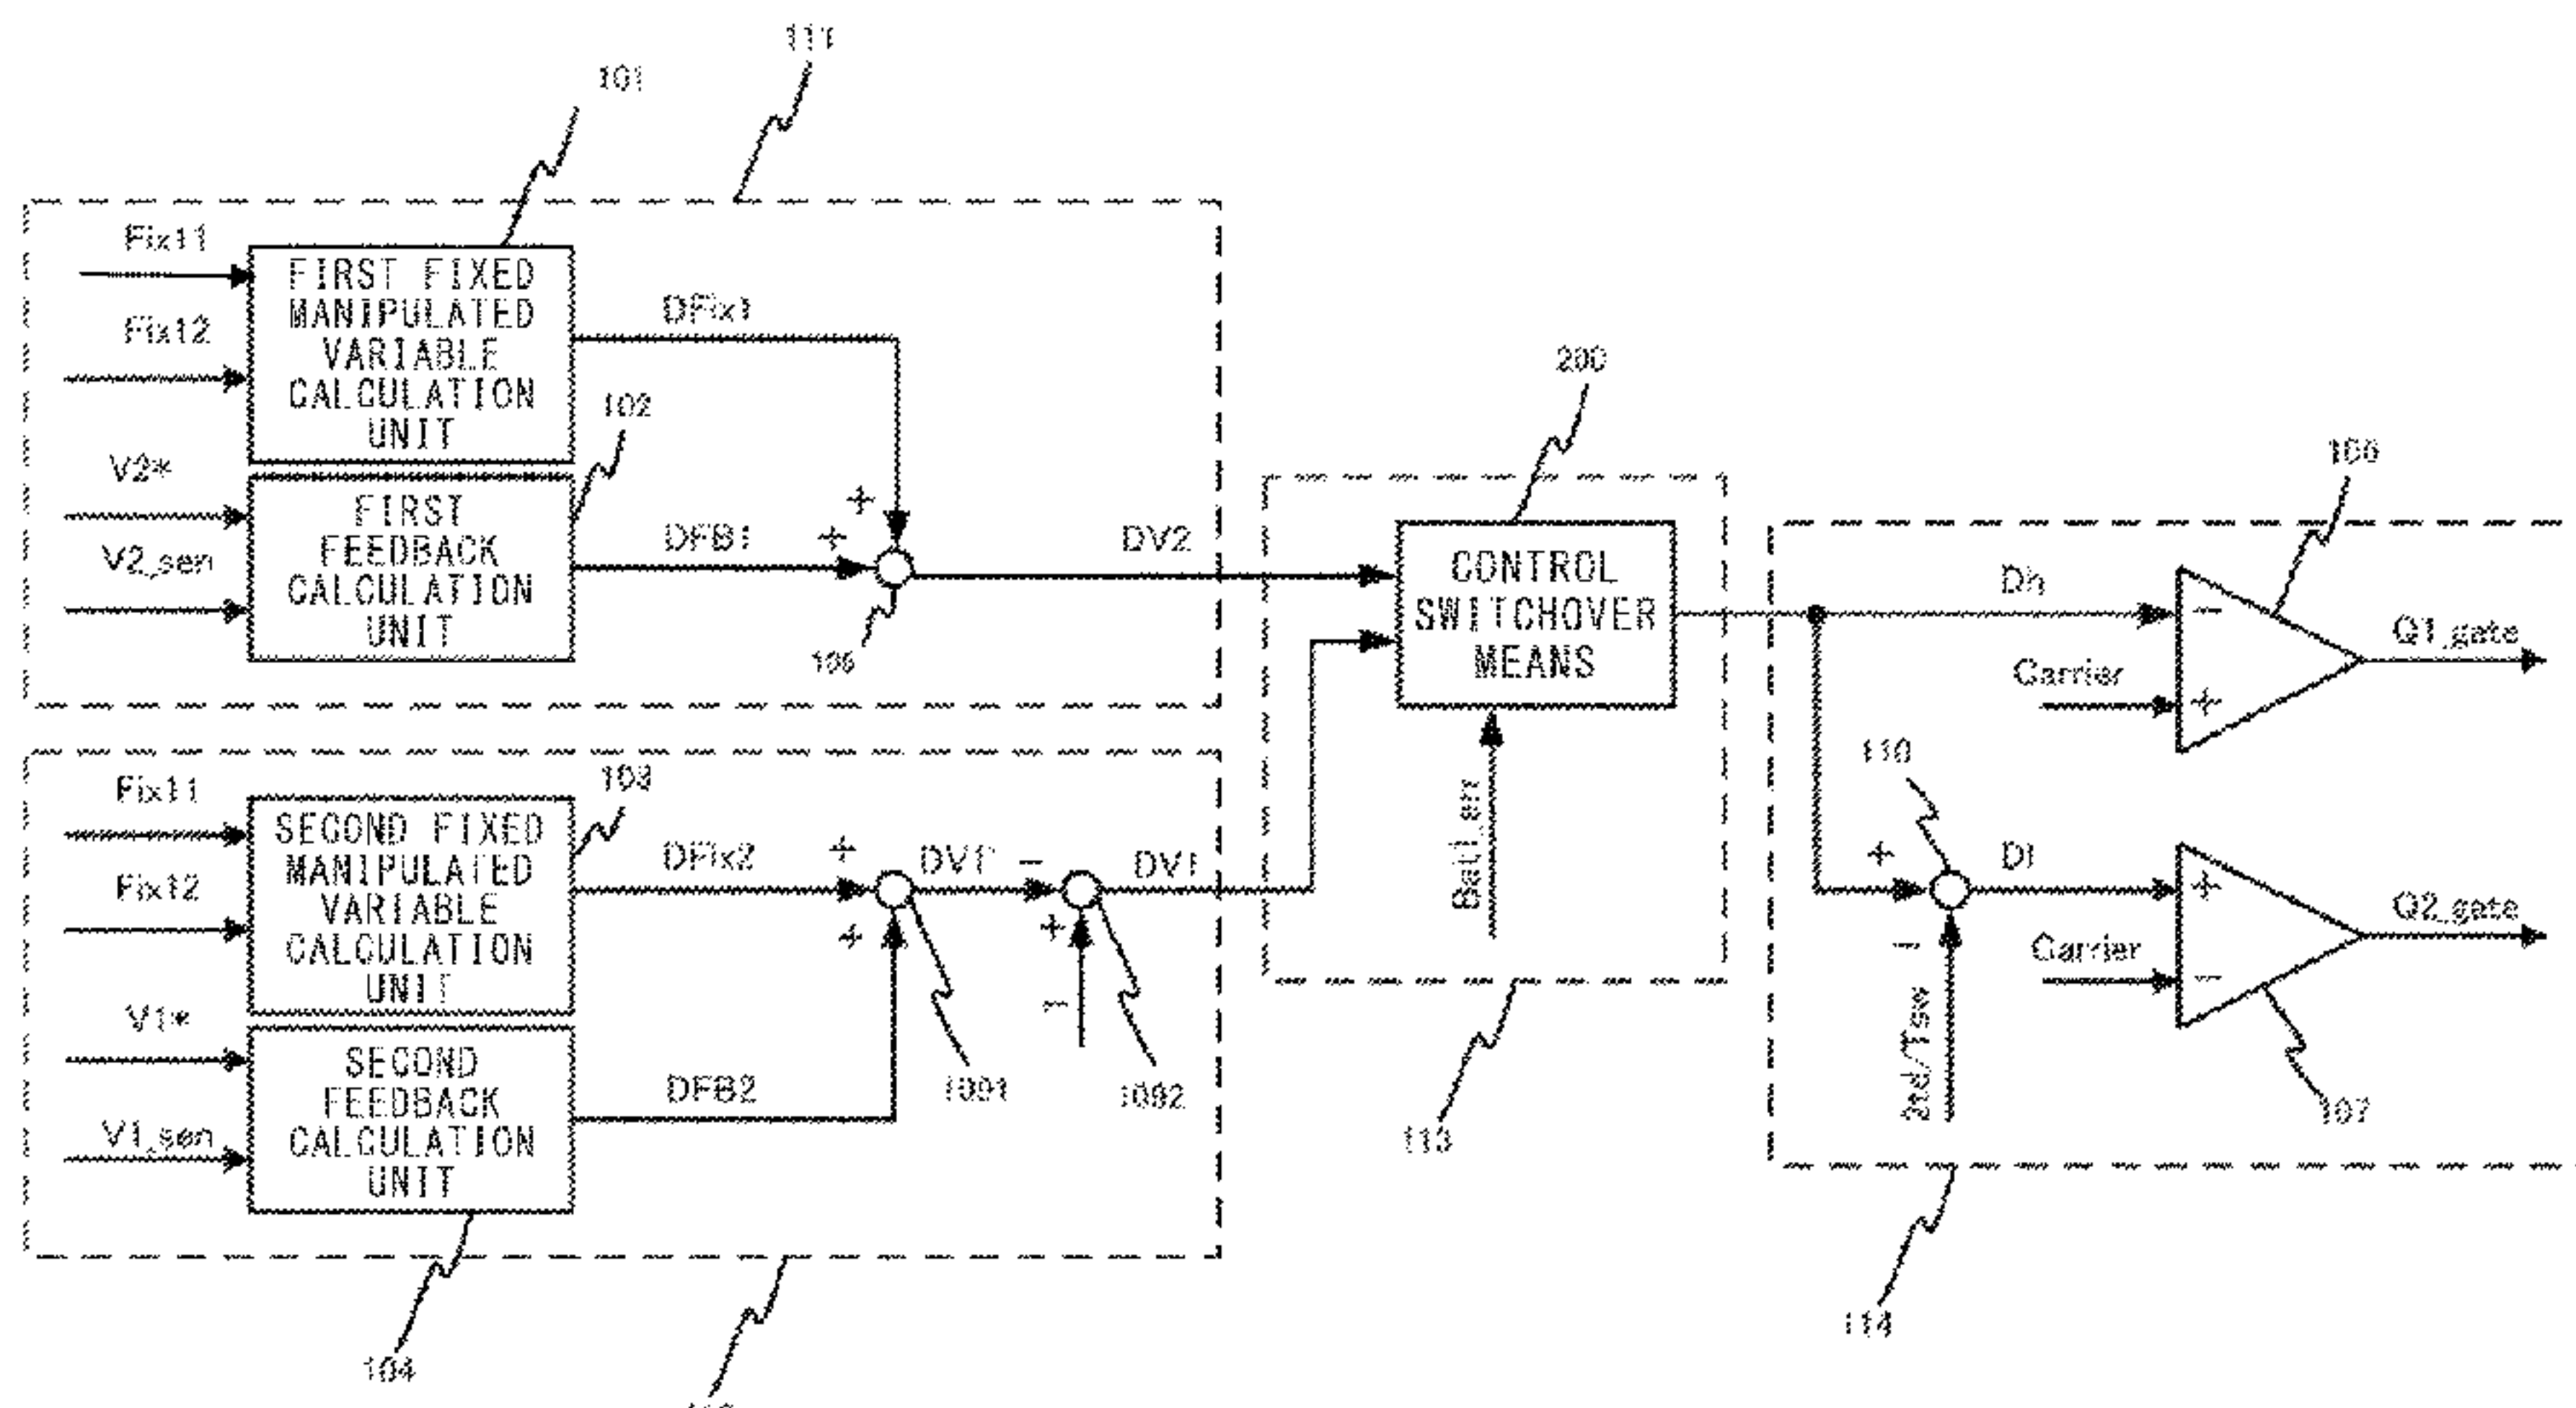 111
101
Fix11
FIRST FIXED
MANIPULATED
VARIABLE
CALCULATION
UNIT
Fix12
DFix1
102
V2*
V2_sen
FIRST
FEEDBACK
CALCULATION
UNIT
DFB1
+
+
DV2
200
CONTROL
SWITCHOVER
MEANS
Dh
Carrier
−
+
Q1_gate
Fix11
Fix12
103
SECOND FIXED
MANIPULATED
VARIABLE
CALCULATION
UNIT
DFix2
+
+
DV1'
−
+
DV1
110
+
−
Dl
2td/Tsw
Carrier
+
−
Q2_gate
V1*
V1_sen
SECOND
FEEDBACK
CALCULATION
UNIT
DFB2
1091
1092
113
107
104
114